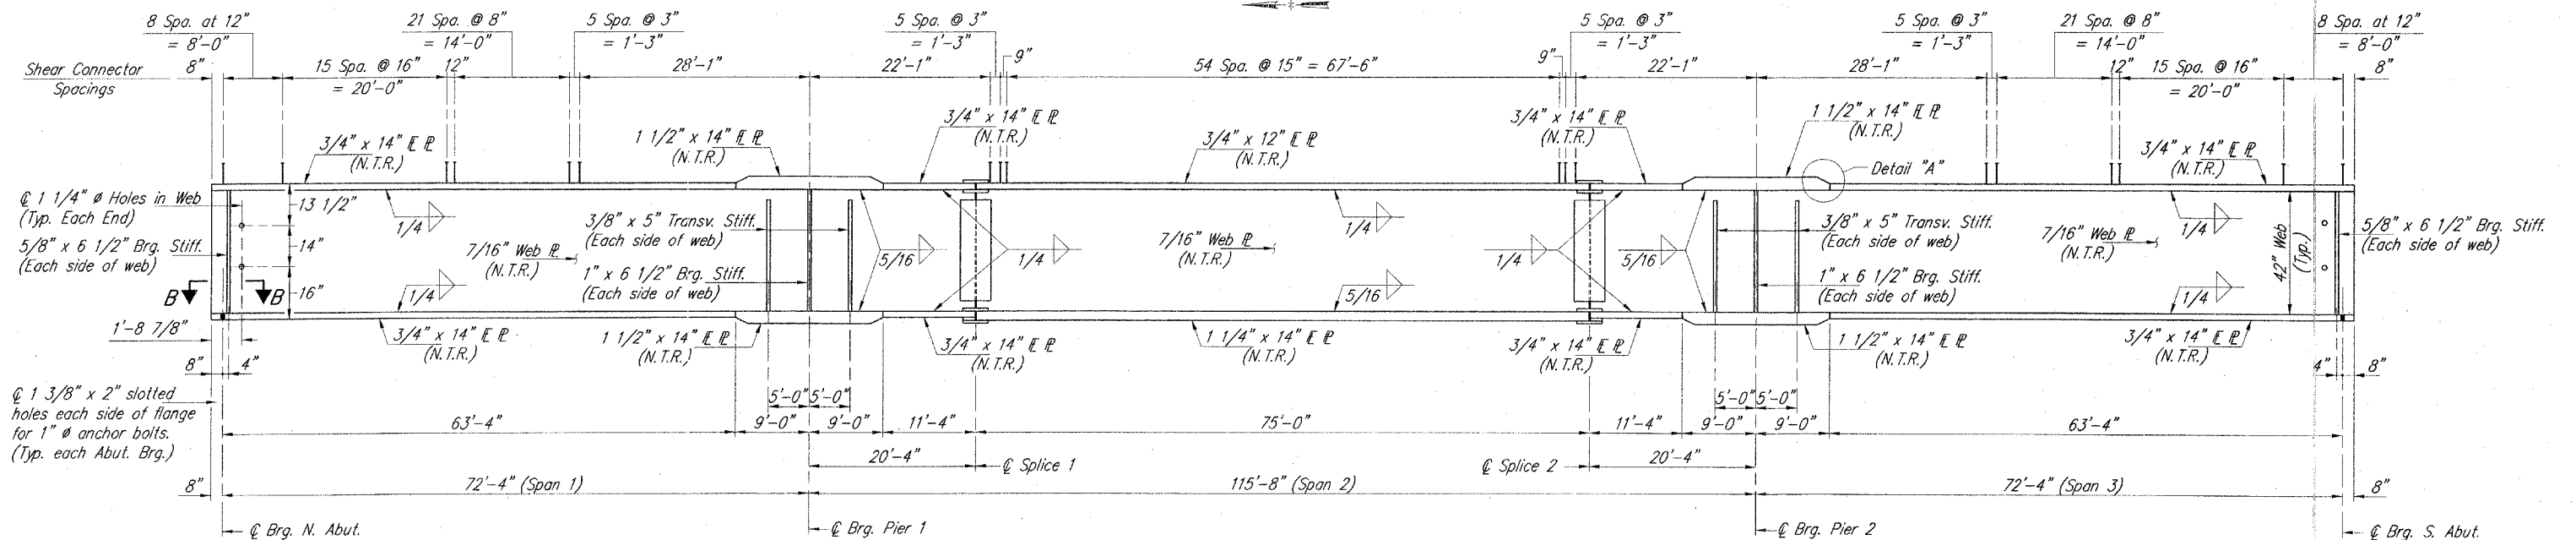 8 Spa. at 12"
= 8'-0"
21 Spa. @ 8"
= 14'-0"
5 Spa. @ 3"
= 1'-3"
5 Spa. @ 3"
= 1'-3"
5 Spa. @ 3"
= 1'-3"
5 Spa. @ 3"
= 1'-3"
21 Spa. @ 8"
= 14'-0"
8 Spa. at 12"
= 8'-0"
Shear Connector
Spacings
8"
15 Spa. @ 16"
= 20'-0"
12"
28'-1"
22'-1"
9"
54 Spa. @ 15" = 67'-6"
9"
22'-1"
28'-1"
12"
15 Spa. @ 16"
= 20'-0"
8"
3/4" x 14" ₣ ℄
(N.T.R.)
1 1/2" x 14" F PL
(N.T.R.)
3/4" x 14" F PL
(N.T.R.)
3/4" x 12" F PL
(N.T.R.)
3/4" x 14" F PL
(N.T.R.)
1 1/2" x 14" F PL
(N.T.R.)
3/4" x 14" F PL
(N.T.R.)
Detail "A"
℄ 1 1/4" ø Holes in Web
(Typ. Each End)
5/8" x 6 1/2" Brg. Stiff.
(Each side of web)
13 1/2"
14"
16"
1/4
3/8" x 5" Transv. Stiff.
(Each side of web)
7/16" Web PL
(N.T.R.)
1" x 6 1/2" Brg. Stiff.
(Each side of web)
5/16
1/4
1/4
7/16" Web PL
(N.T.R.)
5/16
1/4
5/16
3/8" x 5" Transv. Stiff.
(Each side of web)
1" x 6 1/2" Brg. Stiff.
(Each side of web)
7/16" Web PL
(N.T.R.)
1/4
1/4
42" Web
(Typ.)
5/8" x 6 1/2" Brg. Stiff.
(Each side of web)
B
B
1/4
1'-8 7/8"
8"
4"
3/4" x 14" F PL
(N.T.R.)
1 1/2" x 14" F PL
(N.T.R.)
3/4" x 14" F PL
(N.T.R.)
1 1/4" x 14" F PL
(N.T.R.)
3/4" x 14" F PL
(N.T.R.)
1 1/2" x 14" F PL
(N.T.R.)
3/4" x 14" F PL
(N.T.R.)
4"
8"
℄ 1 3/8" x 2" slotted
holes each side of flange
for 1" ø anchor bolts.
(Typ. each Abut. Brg.)
5'-0"
5'-0"
5'-0"
5'-0"
63'-4"
9'-0"
9'-0"
11'-4"
75'-0"
11'-4"
9'-0"
9'-0"
63'-4"
20'-4"
℄ Splice 1
℄ Splice 2
20'-4"
8"
72'-4" (Span 1)
115'-8" (Span 2)
72'-4" (Span 3)
8"
℄ Brg. N. Abut.
℄ Brg. Pier 1
℄ Brg. Pier 2
℄ Brg. S. Abut.